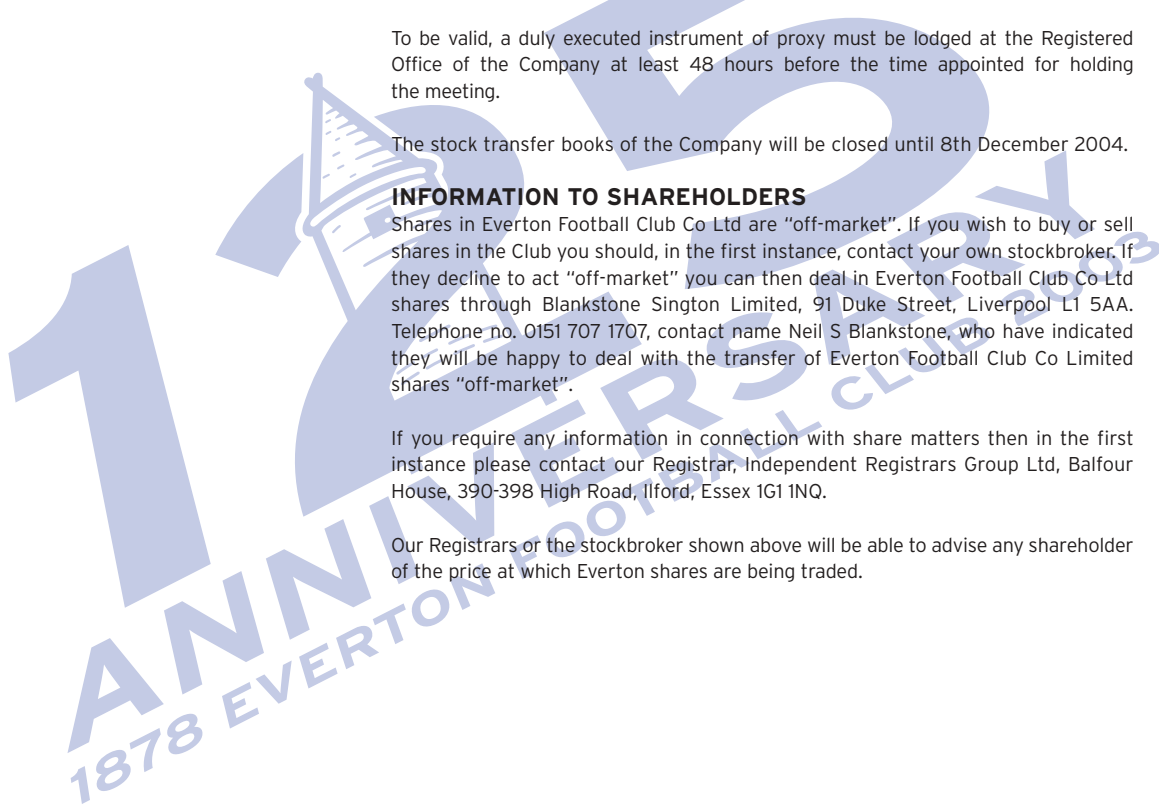 To be valid, a duly executed instrument of proxy must be lodged at the Registered
Office of the Company at least 48 hours before the time appointed for holding
the meeting.
The stock transfer books of the Company will be closed until 8th December 2004.
INFORMATION TO SHAREHOLDERS
Shares in Everton Football Club Co Ltd are “off-market”. If you wish to buy or sell
shares in the Club you should, in the first instance, contact your own stockbroker. If
they decline to act “off-market” you can then deal in Everton Football Club Co Ltd
shares through Blankstone Sington Limited, 91 Duke Street, Liverpool L1 5AA.
Telephone no. 0151 707 1707, contact name Neil S Blankstone, who have indicated
they will be happy to deal with the transfer of Everton Football Club Co Limited
shares “off-market”.
If you require any information in connection with share matters then in the first
instance please contact our Registrar, Independent Registrars Group Ltd, Balfour
House, 390-398 High Road, Ilford, Essex 1G1 1NQ.
Our Registrars or the stockbroker shown above will be able to advise any shareholder
of the price at which Everton shares are being traded.
125
ANNIVERSARY
1878 EVERTON FOOTBALL CLUB 2003